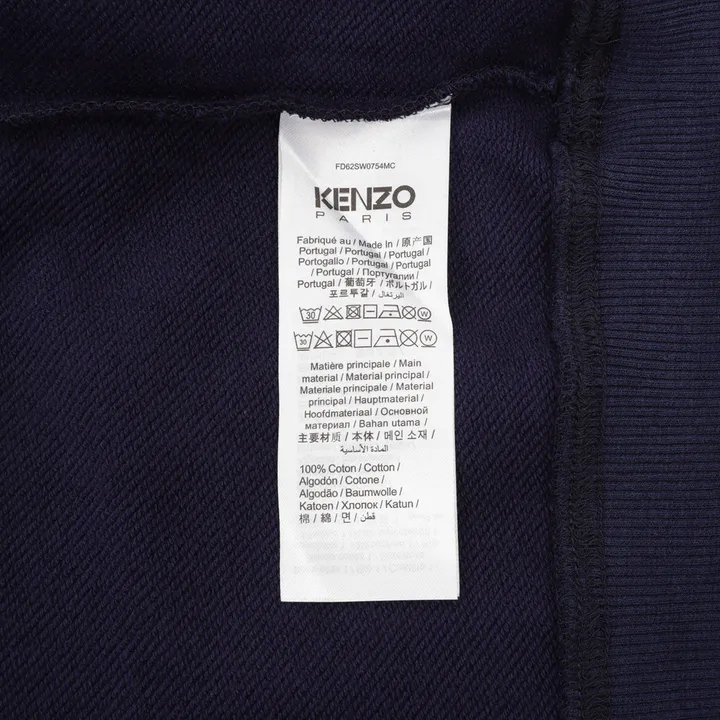 FD62SW0754MC
KENZO
PARIS
Fabriqué au / Made In / 原产国
Portugal / Portugal / Portugal /
Portogallo / Portugal / Portugal
/ Portugal / Португалии /
Portugal / 葡萄牙 / ポルトガル /
포르투갈 / البرتغال
30 W
30 W
Matière principale / Main
material / Material principal /
Materiale principale / Material
principal / Hauptmaterial /
Hoofdmateriaal / Основной
материал / Bahan utama /
主要材质 / 本体 / 메인 소재 /
المادة الأساسية
100% Coton / Cotton /
Algodón / Cotone /
Algodão / Baumwolle /
Katoen / Хлопок / Katun /
棉 / 綿 / 면 / قطن